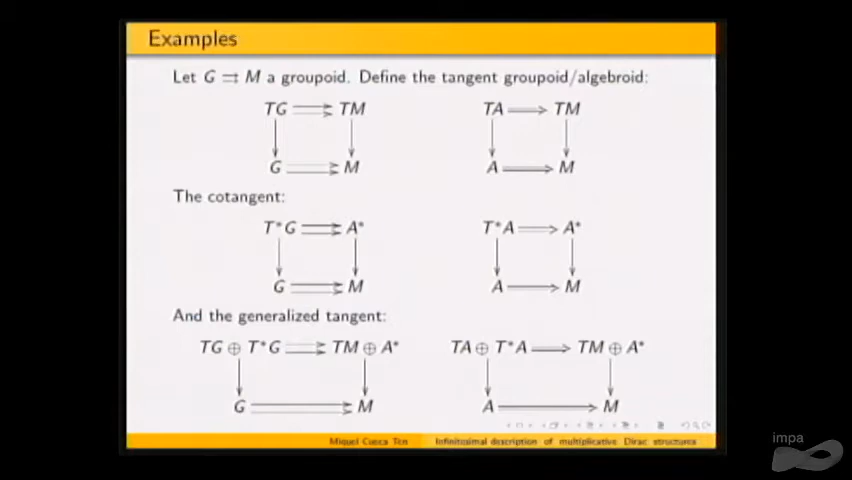 Examples
Let G ⇉ M a groupoid. Define the tangent groupoid/algebroid:
TG TM TA TM
G M A M
The cotangent:
T*G A* T*A A*
G M A M
And the generalized tangent:
TG ⊕ T*G TM ⊕ A* TA ⊕ T*A TM ⊕ A*
G M A M
Miquel Cueca Ten Infinitesimal description of multiplicative Dirac structures
impa